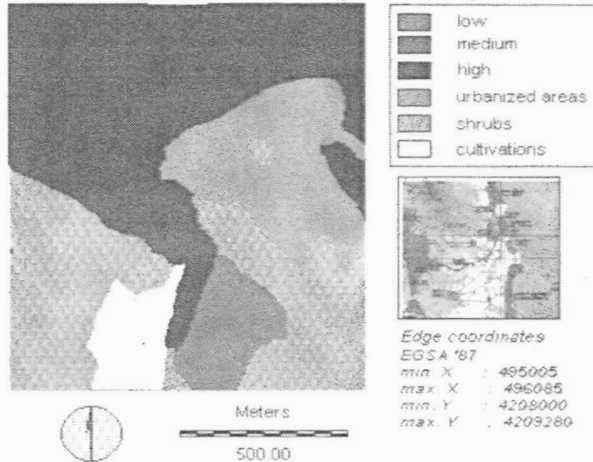 low
medium
high
urbanized areas
shrubs
cultivations
Edge coordinates
EGSA '87
min. X : 495005
max. X : 496085
min. Y : 4208000
max. Y : 4209280
Meters
500.00